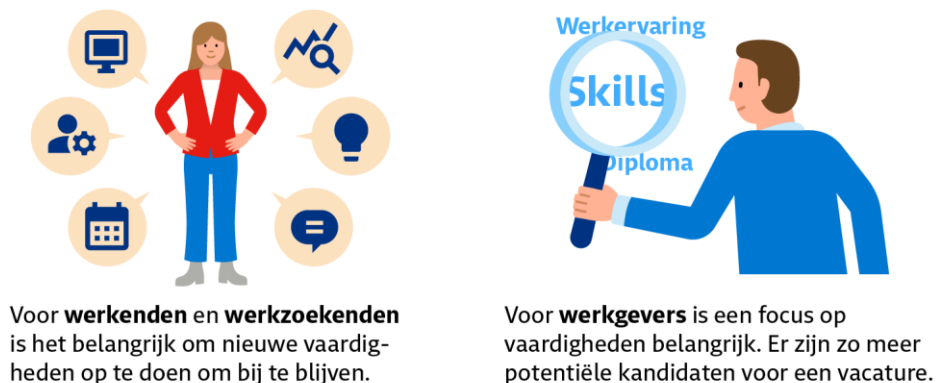 Werkervaring
Skills
Diploma
Voor werkenden en werkzoekenden
is het belangrijk om nieuwe vaardig-
heden op te doen om bij te blijven.
Voor werkgevers is een focus op
vaardigheden belangrijk. Er zijn zo meer
potentiële kandidaten voor een vacature.